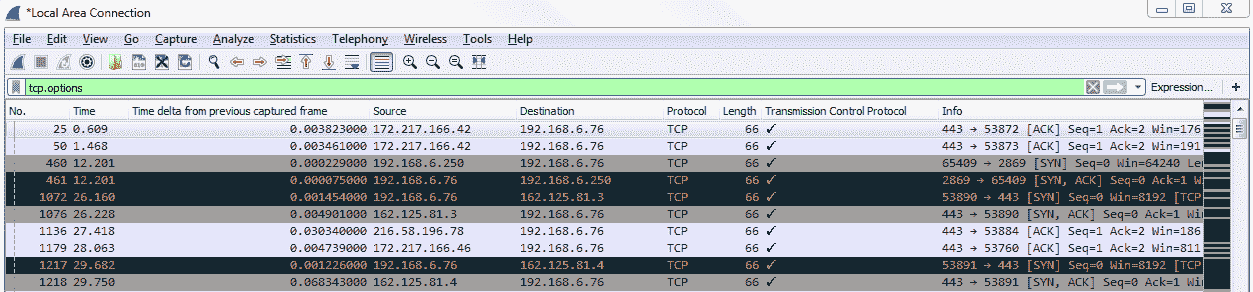 *Local Area Connection
File Edit View Go Capture Analyze Statistics Telephony Wireless Tools Help
tcp.options Expression... +
No. Time Time delta from previous captured frame Source Destination Protocol Length Transmission Control Protocol Info
25 0.609 0.003823000 172.217.166.42 192.168.6.76 TCP 66 ✓ 443 → 53872 [ACK] Seq=1 Ack=2 Win=176
50 1.468 0.003461000 172.217.166.42 192.168.6.76 TCP 66 ✓ 443 → 53873 [ACK] Seq=1 Ack=2 Win=191
460 12.201 0.000229000 192.168.6.250 192.168.6.76 TCP 66 ✓ 65409 → 2869 [SYN] Seq=0 Win=64240 Len
461 12.201 0.000075000 192.168.6.76 192.168.6.250 TCP 66 ✓ 2869 → 65409 [SYN, ACK] Seq=0 Ack=1 W
1072 26.160 0.001454000 192.168.6.76 162.125.81.3 TCP 66 ✓ 53890 → 443 [SYN] Seq=0 Win=8192 [TCP
1076 26.228 0.004901000 162.125.81.3 192.168.6.76 TCP 66 ✓ 443 → 53890 [SYN, ACK] Seq=0 Ack=1 Wi
1136 27.418 0.030340000 216.58.196.78 192.168.6.76 TCP 66 ✓ 443 → 53884 [ACK] Seq=1 Ack=2 Win=186
1179 28.063 0.004739000 172.217.166.46 192.168.6.76 TCP 66 ✓ 443 → 53760 [ACK] Seq=1 Ack=2 Win=811
1217 29.682 0.001226000 192.168.6.76 162.125.81.4 TCP 66 ✓ 53891 → 443 [SYN] Seq=0 Win=8192 [TCP
1218 29.750 0.068343000 162.125.81.4 192.168.6.76 TCP 66 ✓ 443 → 53891 [SYN, ACK] Seq=0 Ack=1 Wi